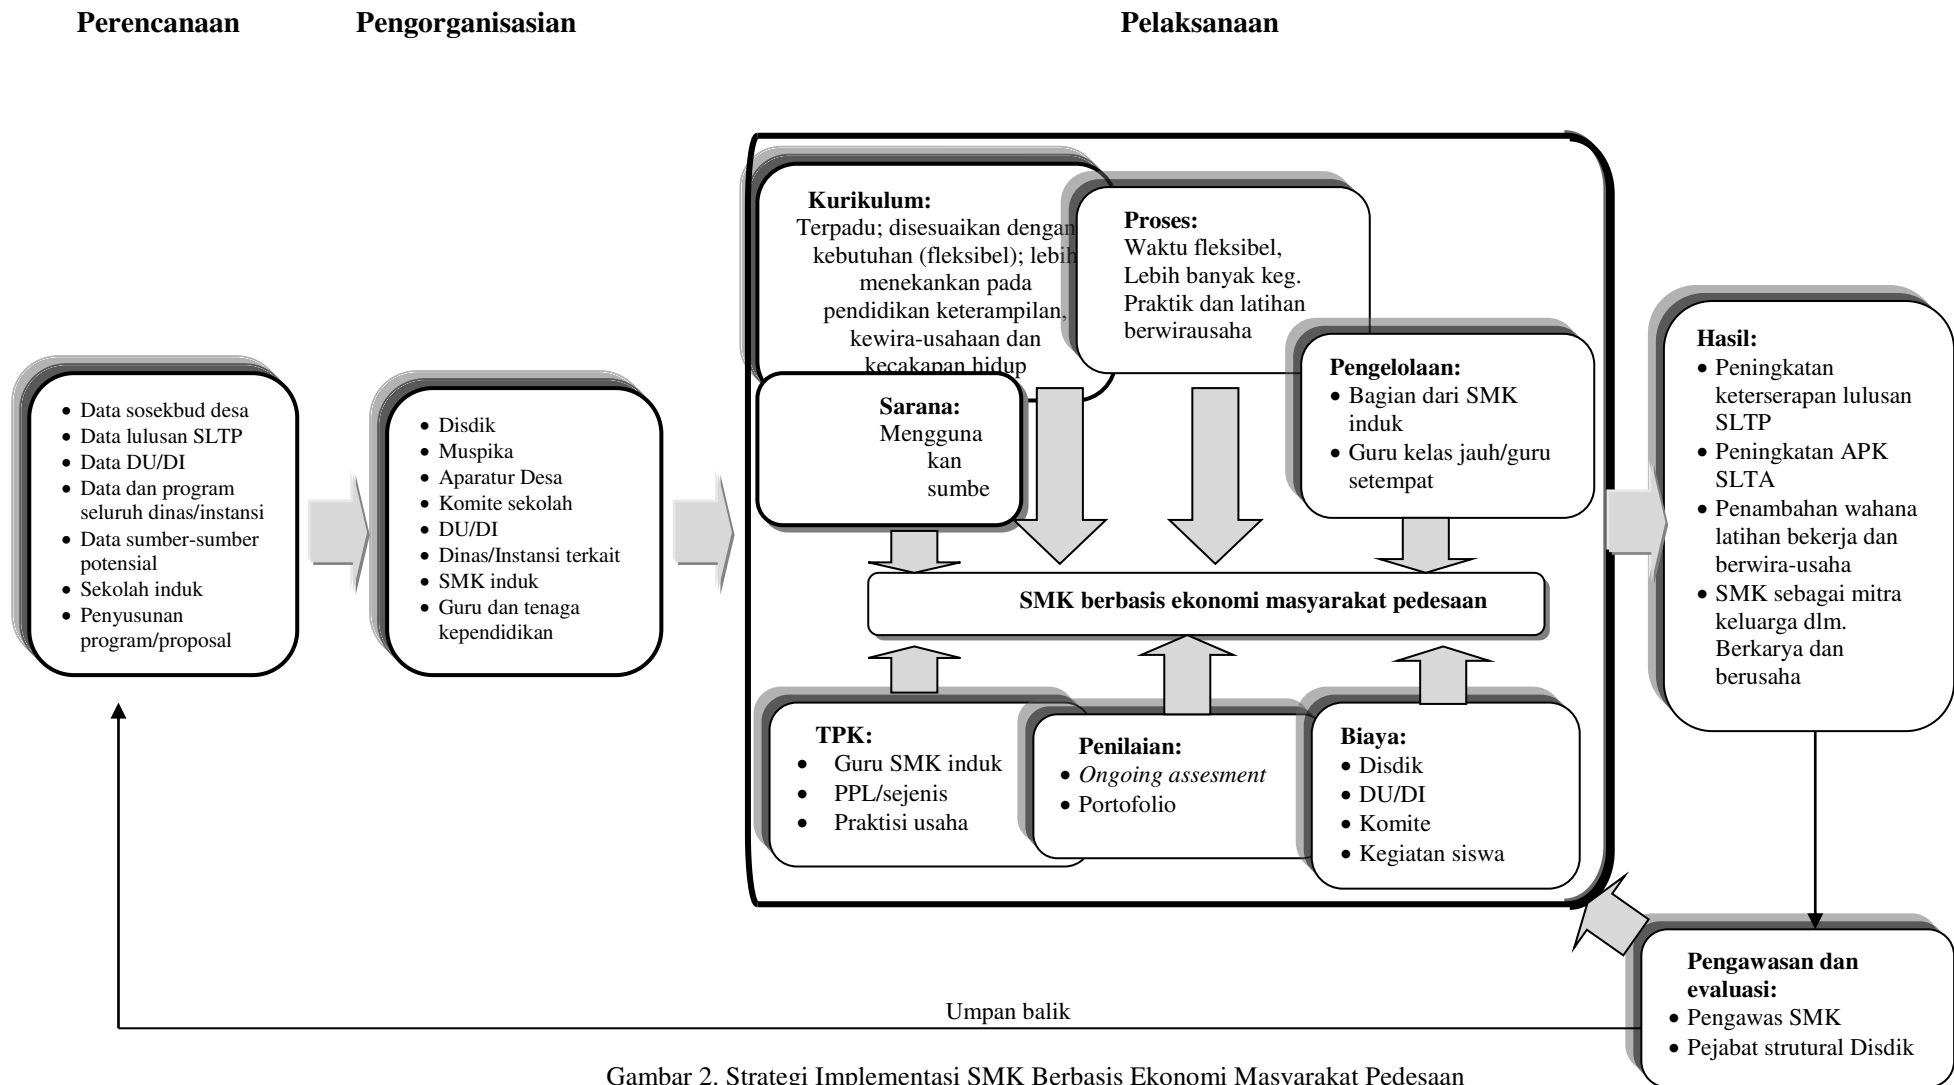 Perencanaan
Pengorganisasian
Pelaksanaan
• Data sosekbud desa
• Data lulusan SLTP
• Data DU/DI
• Data dan program
seluruh dinas/instansi
• Data sumber-sumber
potensial
• Sekolah induk
• Penyusunan
program/proposal
• Disdik
• Muspika
• Aparatur Desa
• Komite sekolah
• DU/DI
• Dinas/Instansi terkait
• SMK induk
• Guru dan tenaga
kependidikan
Kurikulum:
Terpadu; disesuaikan dengan
kebutuhan (fleksibel); lebih
menekankan pada
pendidikan keterampilan,
kewira-usahaan dan
kecakapan hidup
Proses:
Waktu fleksibel,
Lebih banyak keg.
Praktik dan latihan
berwirausaha
Sarana:
Mengguna
kan
sumbe
Pengelolaan:
• Bagian dari SMK
induk
• Guru kelas jauh/guru
setempat
SMK berbasis ekonomi masyarakat pedesaan
TPK:
• Guru SMK induk
• PPL/sejenis
• Praktisi usaha
Penilaian:
• Ongoing assesment
• Portofolio
Biaya:
• Disdik
• DU/DI
• Komite
• Kegiatan siswa
Hasil:
• Peningkatan
keterserapan lulusan
SLTP
• Peningkatan APK
SLTA
• Penambahan wahana
latihan bekerja dan
berwira-usaha
• SMK sebagai mitra
keluarga dlm.
Berkarya dan
berusaha
Pengawasan dan
evaluasi:
• Pengawas SMK
• Pejabat strutural Disdik
Umpan balik
Gambar 2. Strategi Implementasi SMK Berbasis Ekonomi Masyarakat Pedesaan